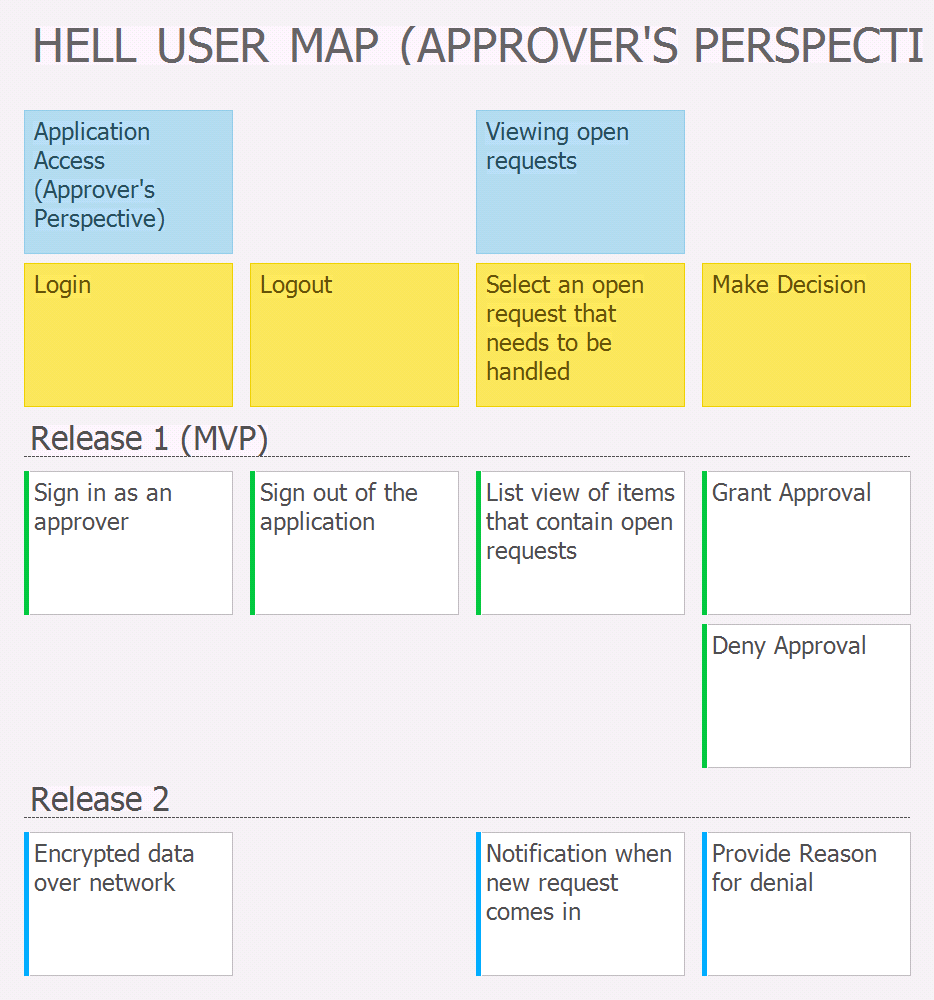 HELL USER MAP (APPROVER'S PERSPECTI
Application
Access
(Approver's
Perspective)
Viewing open
requests
Login
Logout
Select an open
request that
needs to be
handled
Make Decision
Release 1 (MVP)
Sign in as an
approver
Sign out of the
application
List view of items
that contain open
requests
Grant Approval
Deny Approval
Release 2
Encrypted data
over network
Notification when
new request
comes in
Provide Reason
for denial